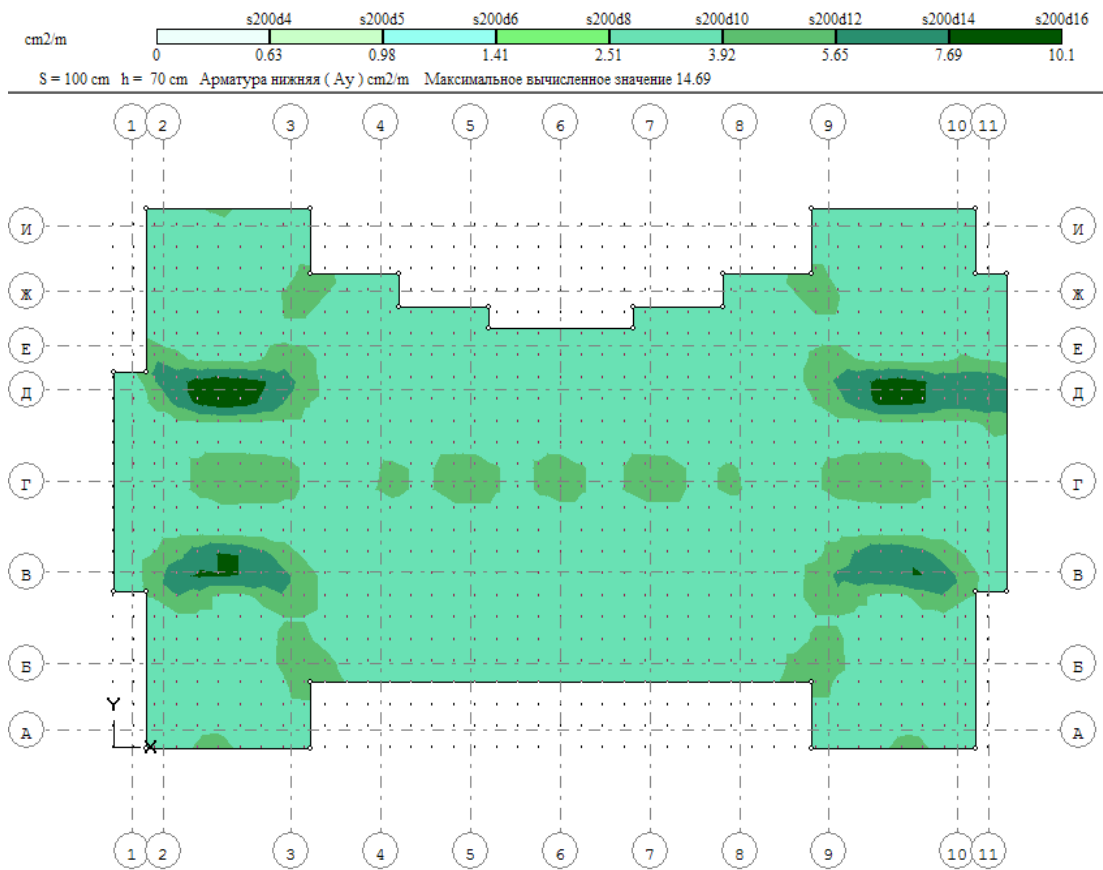 s200d4 s200d5 s200d6 s200d8 s200d10 s200d12 s200d14 s200d16
cm2/m
0 0.63 0.98 1.41 2.51 3.92 5.65 7.69 10.1
S = 100 cm h = 70 cm Арматура нижняя ( Ay ) cm2/m Максимальное вычисленное значение 14.69
1 2 3 4 5 6 7 8 9 10 11
И И
Ж Ж
Е Е
Д Д
Г Г
В В
Б Б
Y
А А
X
1 2 3 4 5 6 7 8 9 10 11